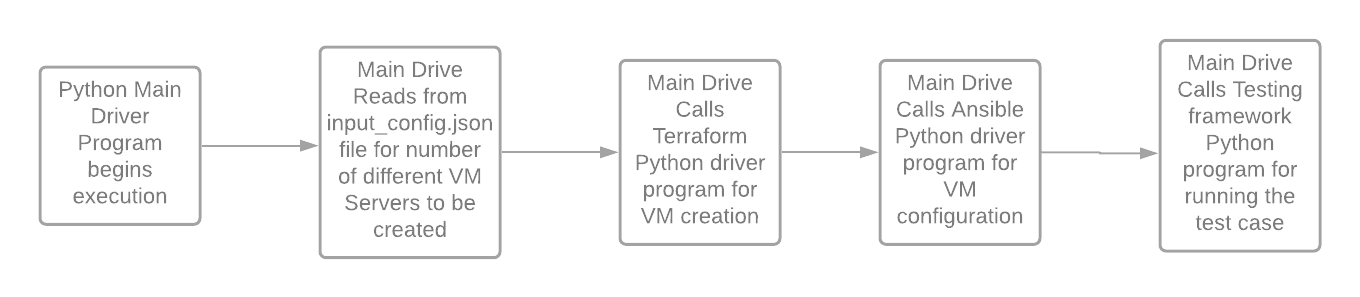 Python Main
Driver
Program
begins
execution
Main Drive
Reads from
input_config.json
file for number
of different VM
Servers to be
created
Main Drive
Calls
Terraform
Python driver
program for
VM creation
Main Drive
Calls Ansible
Python driver
program for
VM
configuration
Main Drive
Calls Testing
framework
Python
program for
running the
test case